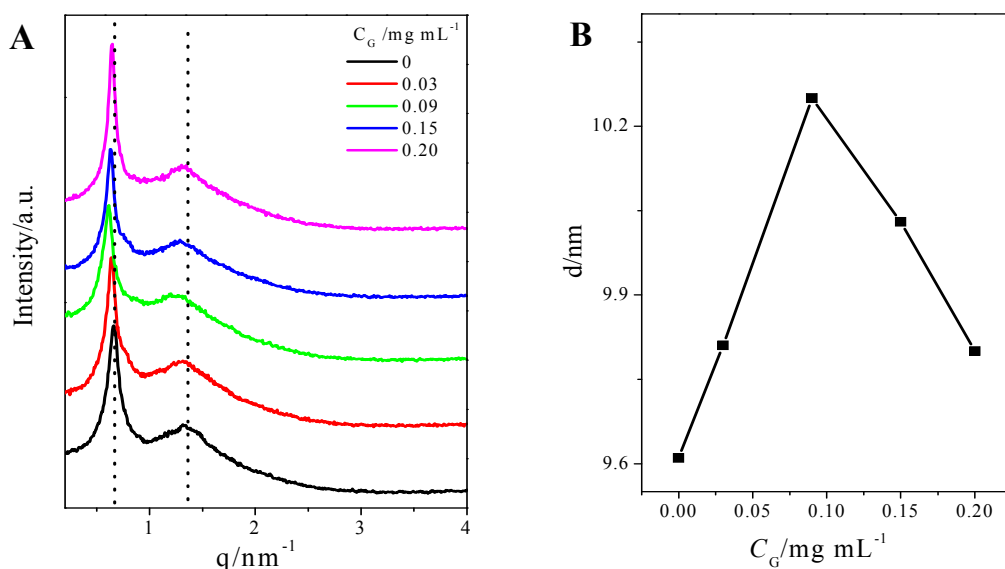 A
C_G /mg mL⁻¹
0
0.03
0.09
0.15
0.20
Intensity/a.u.
1
2
3
4
q/nm⁻¹
B
d/nm
10.2
9.9
9.6
0.00
0.05
0.10
0.15
0.20
C_G/mg mL⁻¹